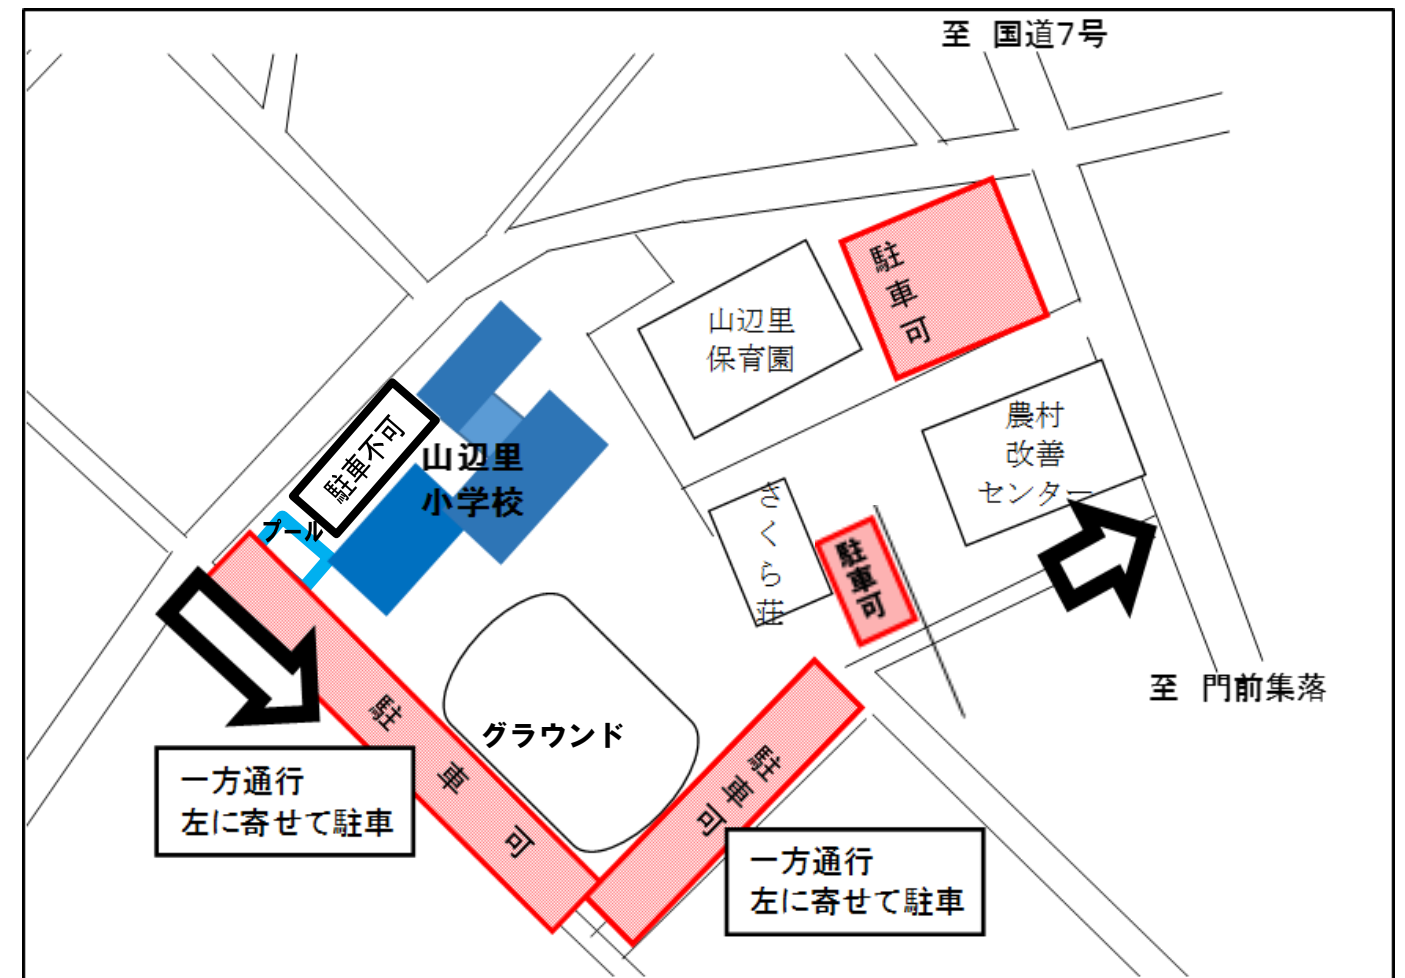 至　国道7号
駐車可
山辺里
保育園
農村
改善
センター
駐車不可
山辺里
小学校
プール
さくら荘
駐車可
至　門前集落
駐車可
グラウンド
駐車可
一方通行
左に寄せて駐車
一方通行
左に寄せて駐車